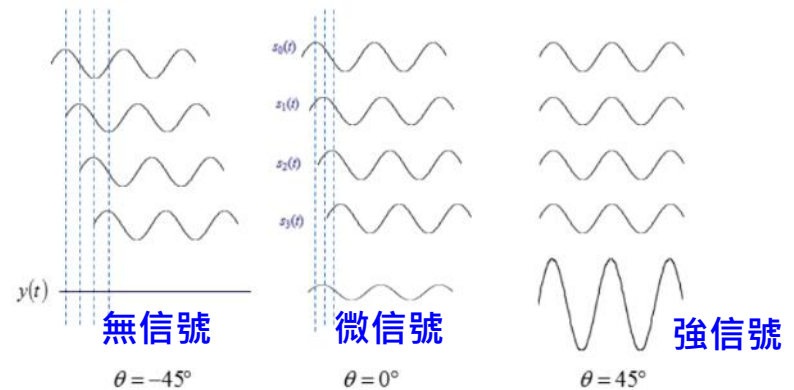 s₀(t)
s₁(t)
s₂(t)
s₃(t)
y(t)
無信號 微信號 強信號
θ = −45° θ = 0° θ = 45°